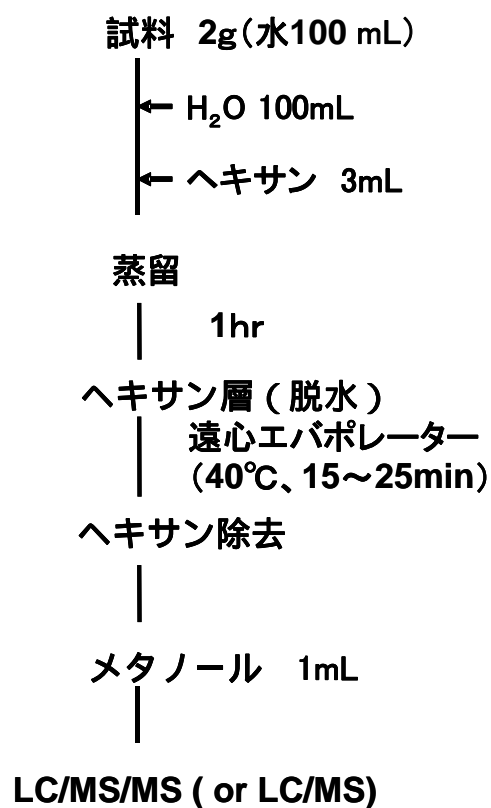 試料 2g(水100 mL)
H₂O 100mL
ヘキサン 3mL
蒸留
1hr
ヘキサン層(脱水)
遠心エバポレーター
(40℃、15～25min)
ヘキサン除去
メタノール 1mL
LC/MS/MS ( or LC/MS)